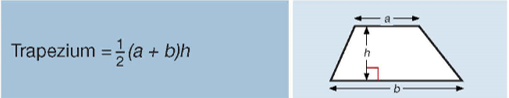 Trapezium = 1/2 (a + b)h
a
h
b